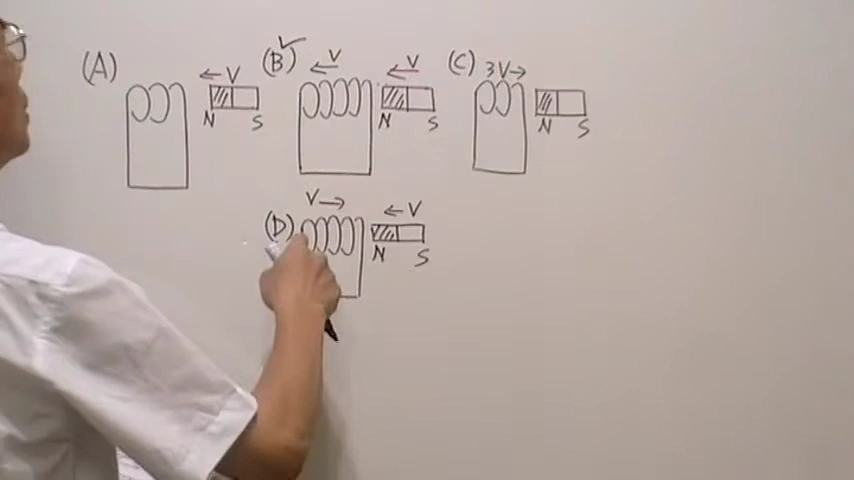 (A) ← V N S
(B) ✓ ← V ← V N S
(C) 3V → N S
(D) V → ← V N S